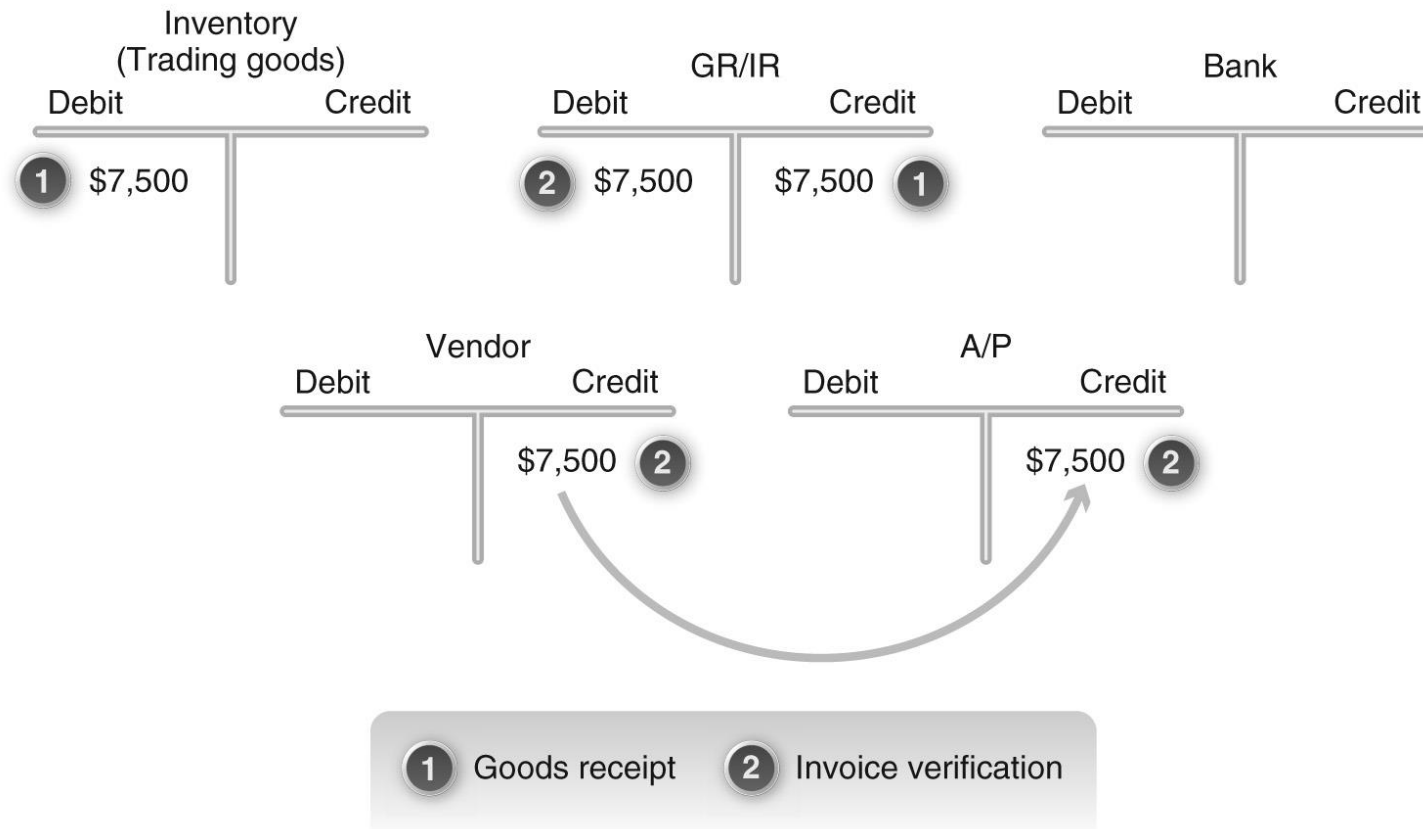 Inventory
(Trading goods)
Debit Credit
1 $7,500
GR/IR
Debit Credit
2 $7,500 $7,500 1
Bank
Debit Credit
Vendor
Debit Credit
$7,500 2
A/P
Debit Credit
$7,500 2
1 Goods receipt 2 Invoice verification